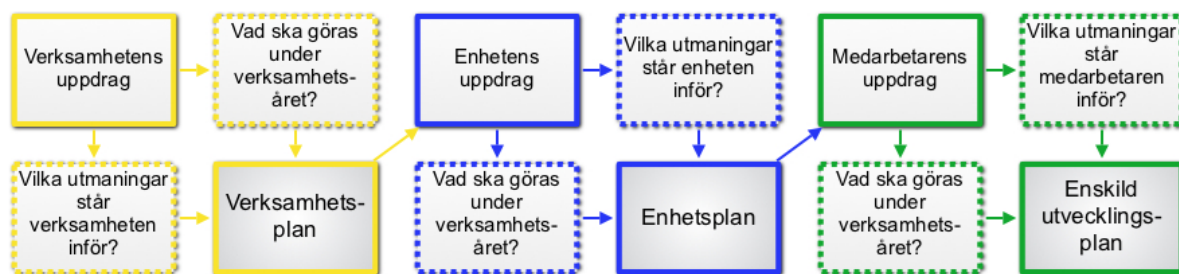 Verksamhetens
uppdrag
Vad ska göras
under
verksamhets-
året?
Vilka utmaningar
står
verksamheten
inför?
Verksamhets-
plan
Enhetens
uppdrag
Vilka utmaningar
står enheten
inför?
Vad ska göras
under
verksamhets-
året?
Enhetsplan
Medarbetarens
uppdrag
Vilka utmaningar
står
medarbetaren
inför?
Vad ska göras
under
verksamhets-
året?
Enskild
utvecklings-
plan